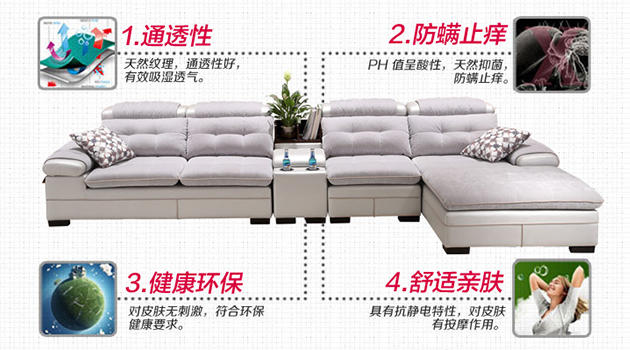 1.通透性
天然纹理，通透性好，
有效吸湿透气。
2.防螨止痒
PH 值呈酸性，天然抑菌，
防螨止痒。
3.健康环保
对皮肤无刺激，符合环保
健康要求。
4.舒适亲肤
具有抗静电特性，对皮肤
有按摩作用。